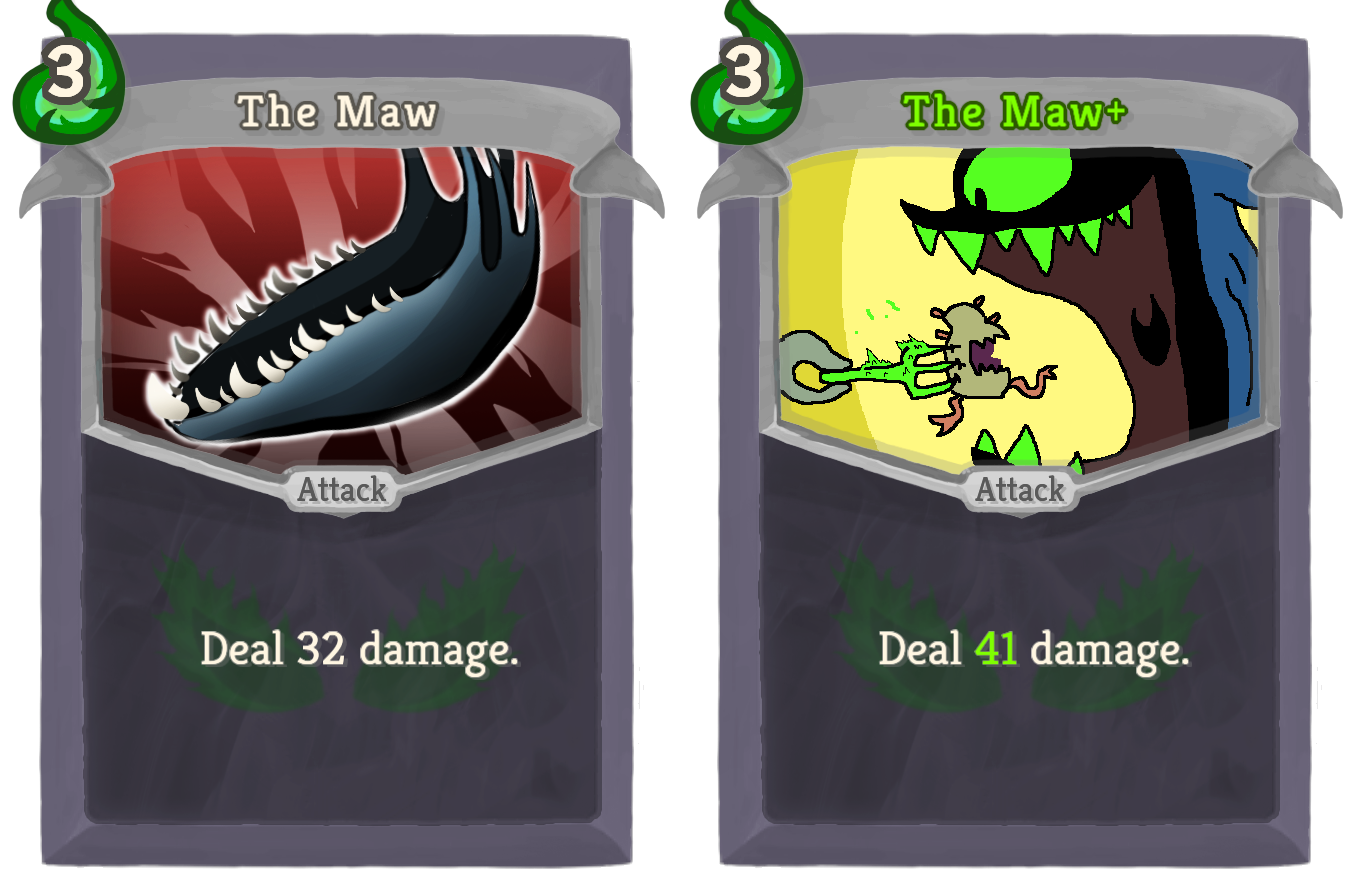 3
The Maw
Attack
Deal 32 damage.
3
The Maw+
Attack
Deal 41 damage.